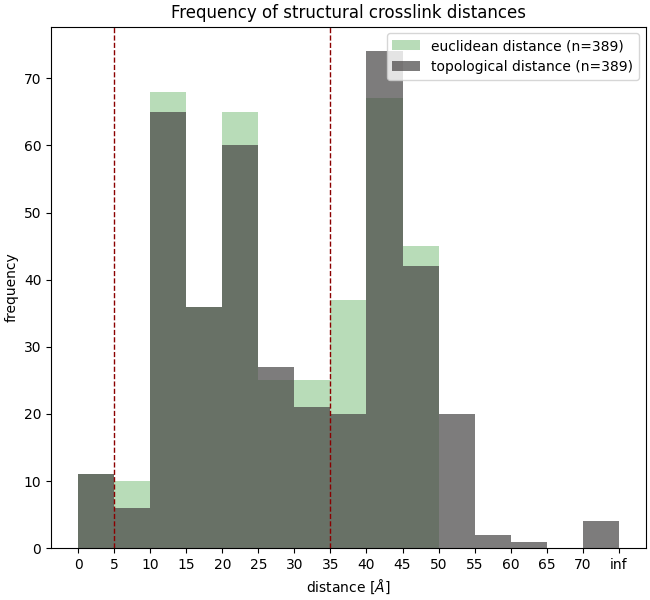 Frequency of structural crosslink distances
euclidean distance (n=389)
topological distance (n=389)
70
60
50
40
30
20
10
0
frequency
0 5 10 15 20 25 30 35 40 45 50 55 60 65 70 inf
distance [Å]